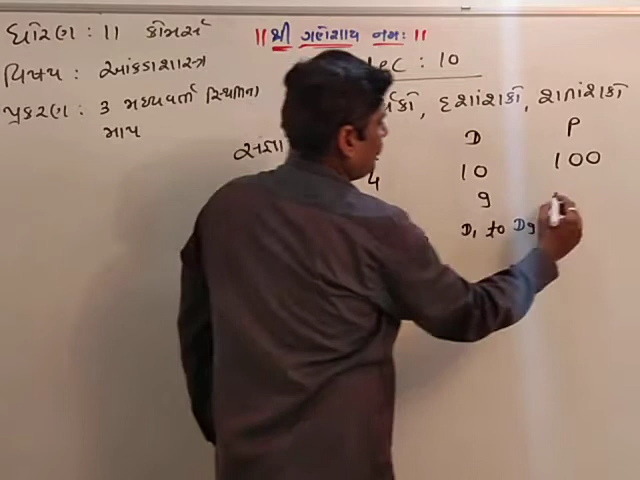 ધોરણ : 11 કોમર્સ
॥ શ્રી ગણેશાય નમઃ ॥
વિષય : આંકડાશાસ્ત્ર
Lec : 10
પ્રકરણ : 3 મધ્યવર્તી સ્થિતિના
માપ
દશાંશકો, શતાંશકો
સંજ્ઞા D P
4 10 100
9
D₁ to D9